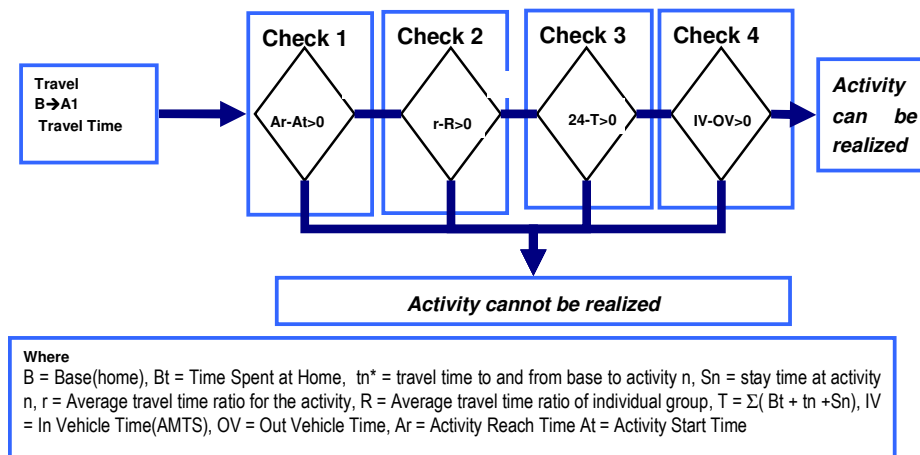 Check 1
Check 2
Check 3
Check 4
Travel
B→A1
Travel Time
Ar-At>0
r-R>0
24-T>0
IV-OV>0
Activity
can be
realized
Activity cannot be realized
Where
B = Base(home), Bt = Time Spent at Home, tn* = travel time to and from base to activity n, Sn = stay time at activity
n, r = Average travel time ratio for the activity, R = Average travel time ratio of individual group, T = Σ( Bt + tn +Sn), IV
= In Vehicle Time(AMTS), OV = Out Vehicle Time, Ar = Activity Reach Time At = Activity Start Time